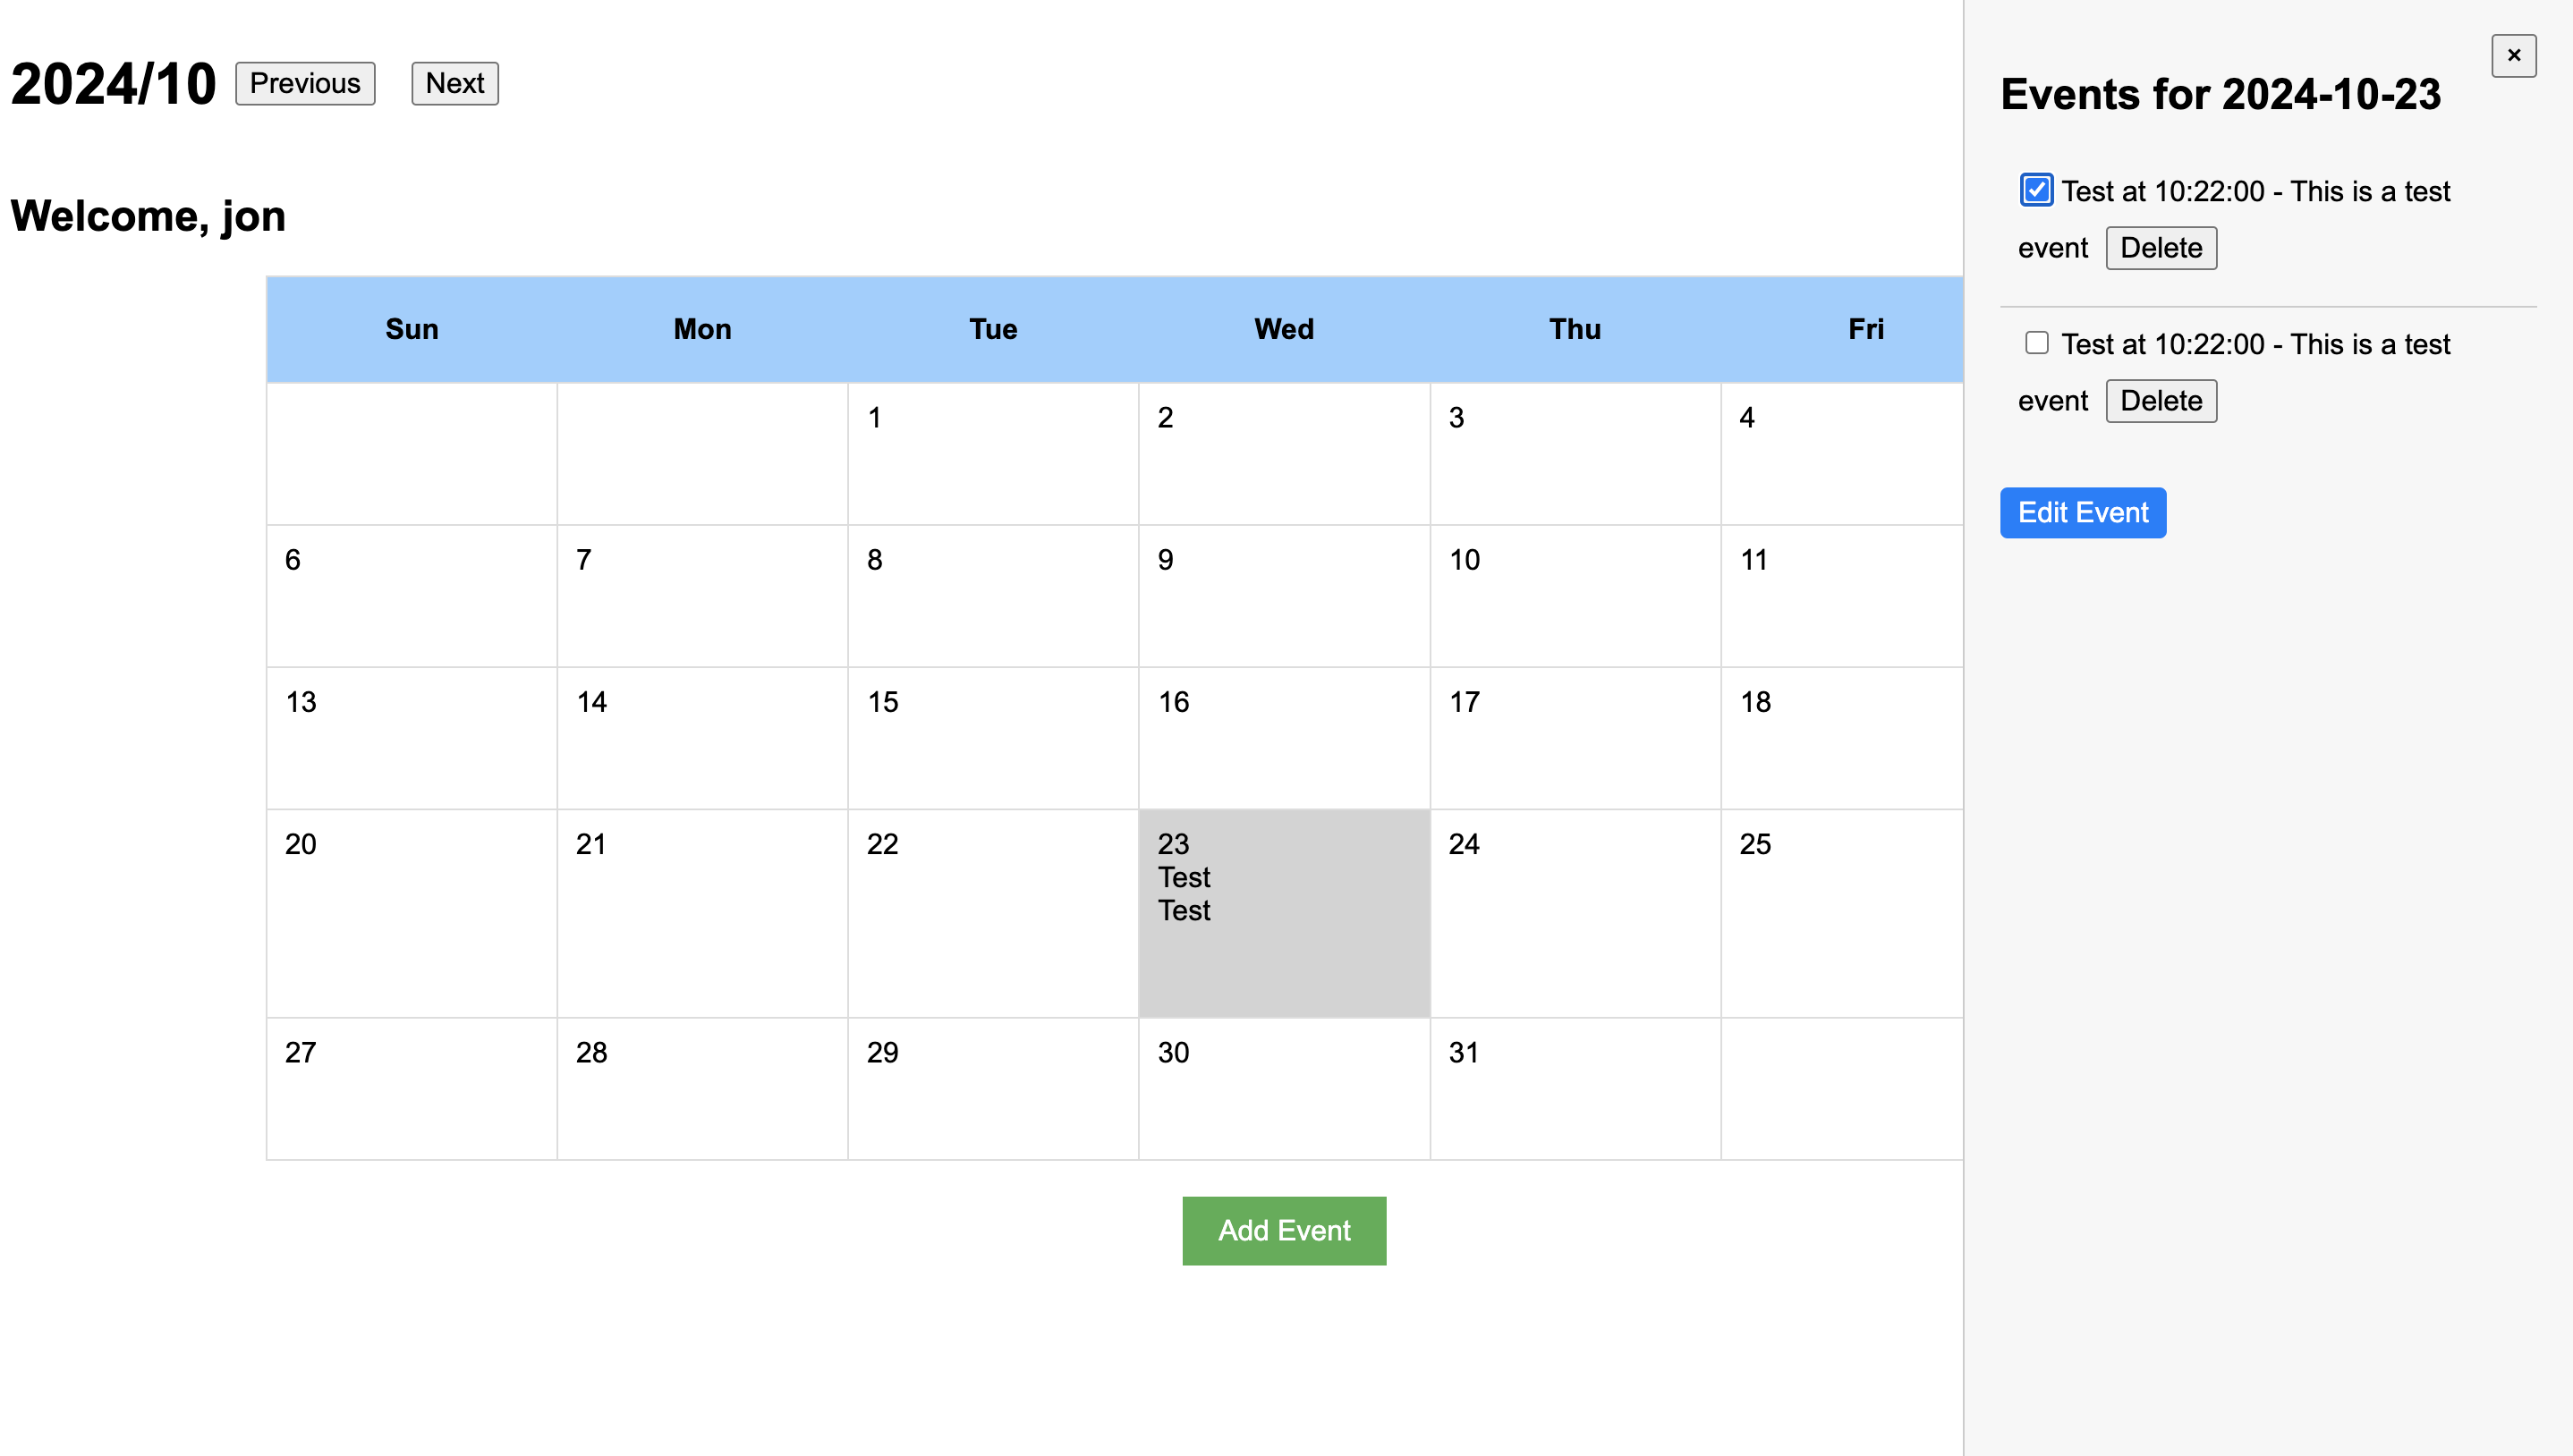 2024/10 Previous Next
Welcome, jon
Sun Mon Tue Wed Thu Fri
1 2 3 4
6 7 8 9 10 11
13 14 15 16 17 18
20 21 22 23 24 25
Test
Test
27 28 29 30 31
Add Event
×
Events for 2024-10-23
Test at 10:22:00 - This is a test
event Delete
Test at 10:22:00 - This is a test
event Delete
Edit Event